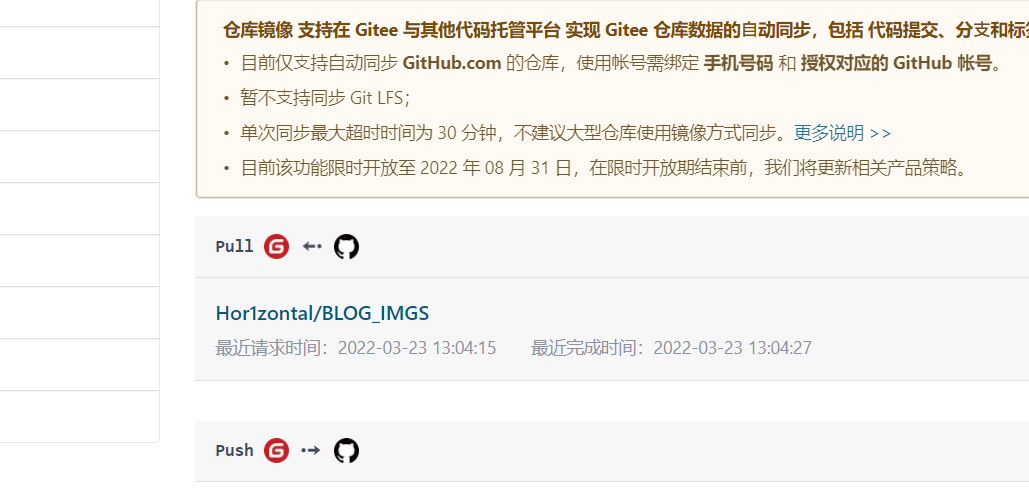 仓库镜像 支持在 Gitee 与其他代码托管平台 实现 Gitee 仓库数据的自动同步，包括 代码提交、分支和标签
• 目前仅支持自动同步 GitHub.com 的仓库，使用帐号需绑定 手机号码 和 授权对应的 GitHub 帐号。
• 暂不支持同步 Git LFS；
• 单次同步最大超时时间为 30 分钟，不建议大型仓库使用镜像方式同步。更多说明 >>
• 目前该功能限时开放至 2022 年 08 月 31 日，在限时开放期结束前，我们将更新相关产品策略。
Pull
Hor1zontal/BLOG_IMGS
最近请求时间：2022-03-23 13:04:15 最近完成时间：2022-03-23 13:04:27
Push